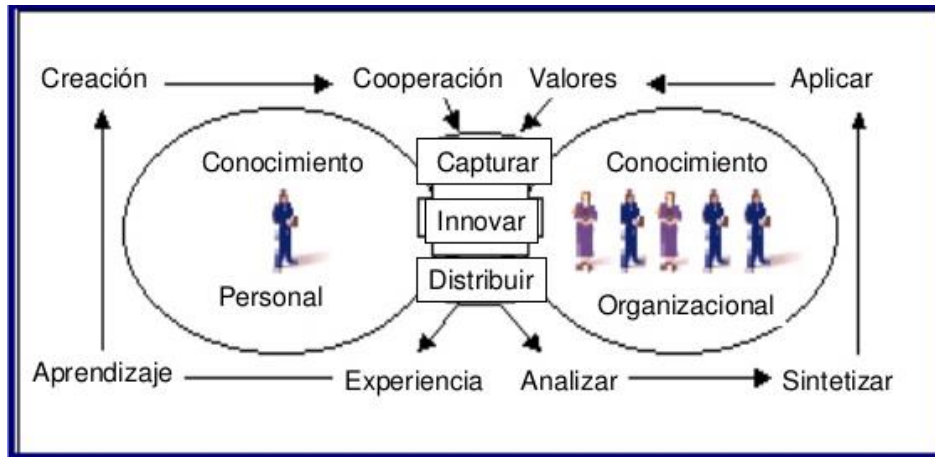 Creación Cooperación Valores Aplicar
Capturar
Conocimiento Conocimiento
Innovar
Distribuir
Personal Organizacional
Aprendizaje Experiencia Analizar Sintetizar